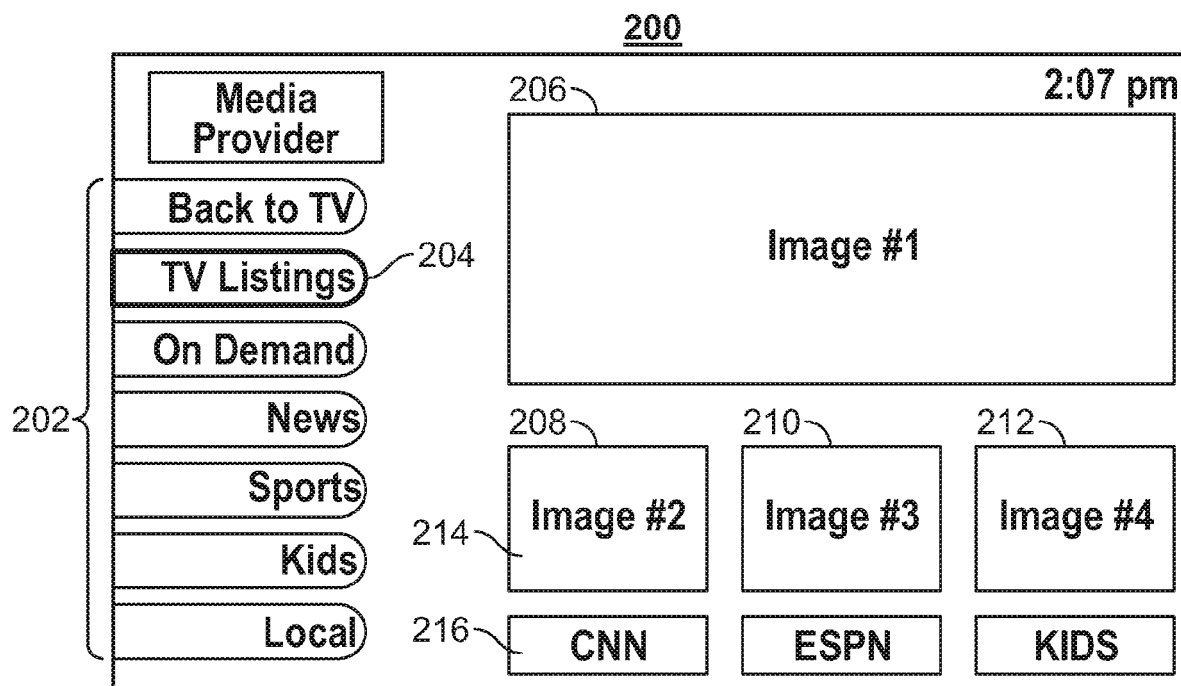 200
Media
Provider
2:07 pm
206
Image #1
202
Back to TV
TV Listings
204
On Demand
News
Sports
Kids
Local
208
210
212
Image #2
Image #3
Image #4
214
216
CNN
ESPN
KIDS